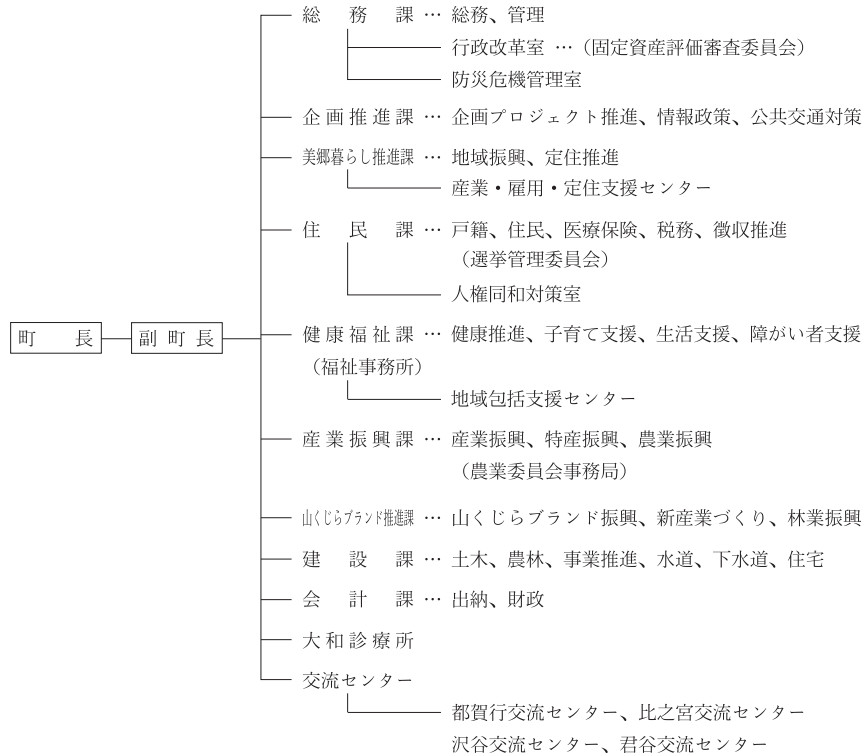 総務課 … 総務、管理
行政改革室 …（固定資産評価審査委員会）
防災危機管理室
企画推進課 … 企画プロジェクト推進、情報政策、公共交通対策
美郷暮らし推進課 … 地域振興、定住推進
産業・雇用・定住支援センター
住民課 … 戸籍、住民、医療保険、税務、徴収推進
（選挙管理委員会）
人権同和対策室
町長 副町長
健康福祉課 … 健康推進、子育て支援、生活支援、障がい者支援
（福祉事務所）
地域包括支援センター
産業振興課 … 産業振興、特産振興、農業振興
（農業委員会事務局）
山くじらブランド推進課 … 山くじらブランド振興、新産業づくり、林業振興
建設課 … 土木、農林、事業推進、水道、下水道、住宅
会計課 … 出納、財政
大和診療所
交流センター
都賀行交流センター、比之宮交流センター
沢谷交流センター、君谷交流センター